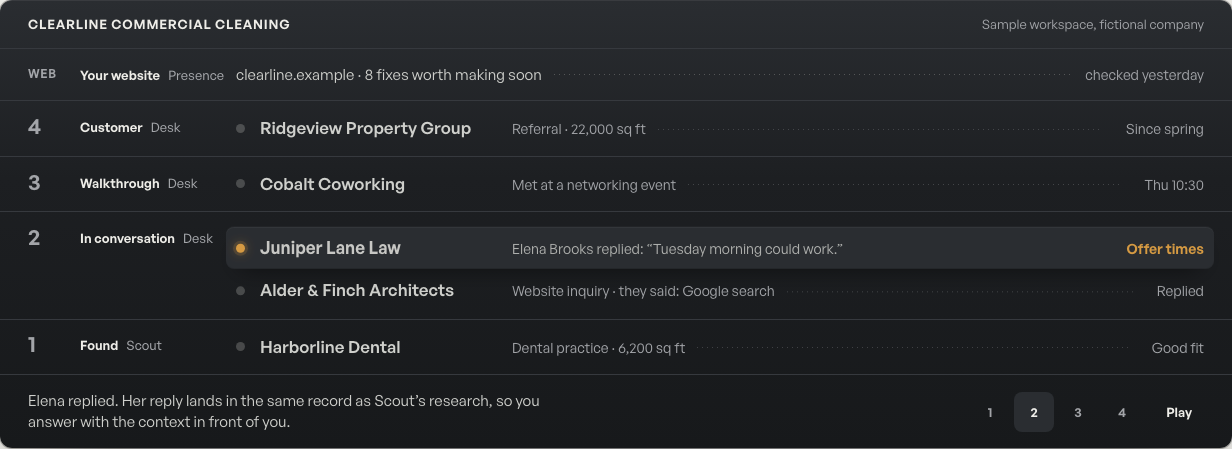 CLEARLINE COMMERCIAL CLEANING Sample workspace, fictional company
WEB Your website Presence clearline.example · 8 fixes worth making soon checked yesterday
4 Customer Desk Ridgeview Property Group Referral · 22,000 sq ft Since spring
3 Walkthrough Desk Cobalt Coworking Met at a networking event Thu 10:30
2 In conversation Desk Juniper Lane Law Elena Brooks replied: “Tuesday morning could work.” Offer times
Alder & Finch Architects Website inquiry · they said: Google search Replied
1 Found Scout Harborline Dental Dental practice · 6,200 sq ft Good fit
Elena replied. Her reply lands in the same record as Scout’s research, so you
answer with the context in front of you.
1 2 3 4 Play